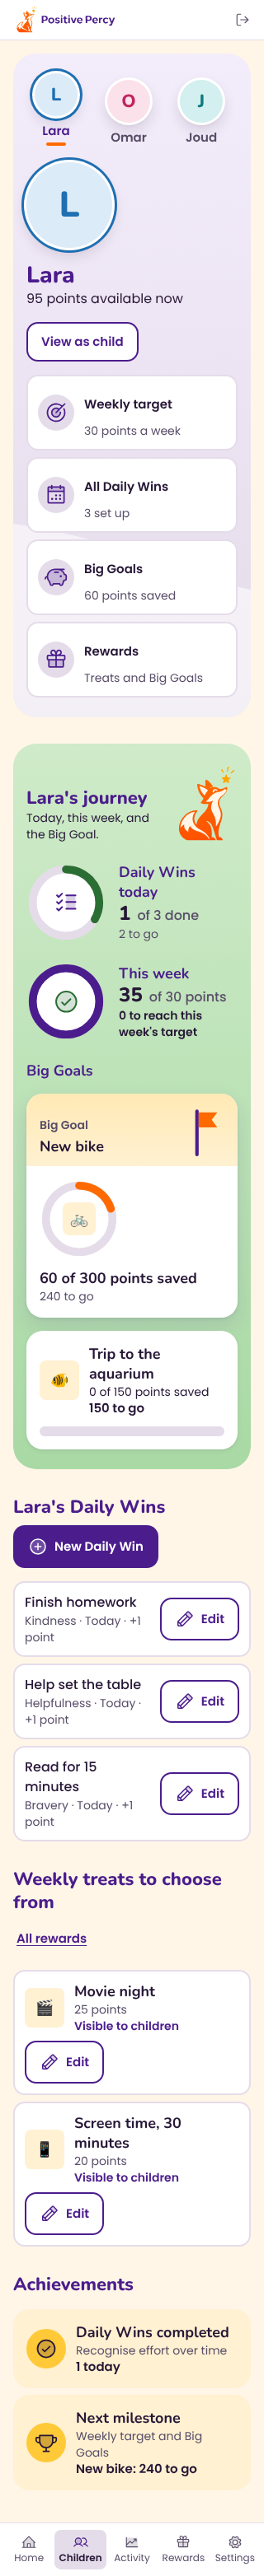 Positive Percy
L
O
J
Lara
Omar
Joud
L
Lara
95 points available now
View as child
Weekly target
30 points a week
All Daily Wins
3 set up
Big Goals
60 points saved
Rewards
Treats and Big Goals
Lara's journey
Today, this week, and
the Big Goal.
Daily Wins
today
1 of 3 done
2 to go
This week
35 of 30 points
0 to reach this
week's target
Big Goals
Big Goal
New bike
60 of 300 points saved
240 to go
Trip to the
aquarium
0 of 150 points saved
150 to go
Lara's Daily Wins
New Daily Win
Finish homework
Kindness · Today · +1
point
Edit
Help set the table
Helpfulness · Today ·
+1 point
Edit
Read for 15
minutes
Bravery · Today · +1
point
Edit
Weekly treats to choose
from
All rewards
Movie night
25 points
Visible to children
Edit
Screen time, 30
minutes
20 points
Visible to children
Edit
Achievements
Daily Wins completed
Recognise effort over time
1 today
Next milestone
Weekly target and Big
Goals
New bike: 240 to go
Home
Children
Activity
Rewards
Settings